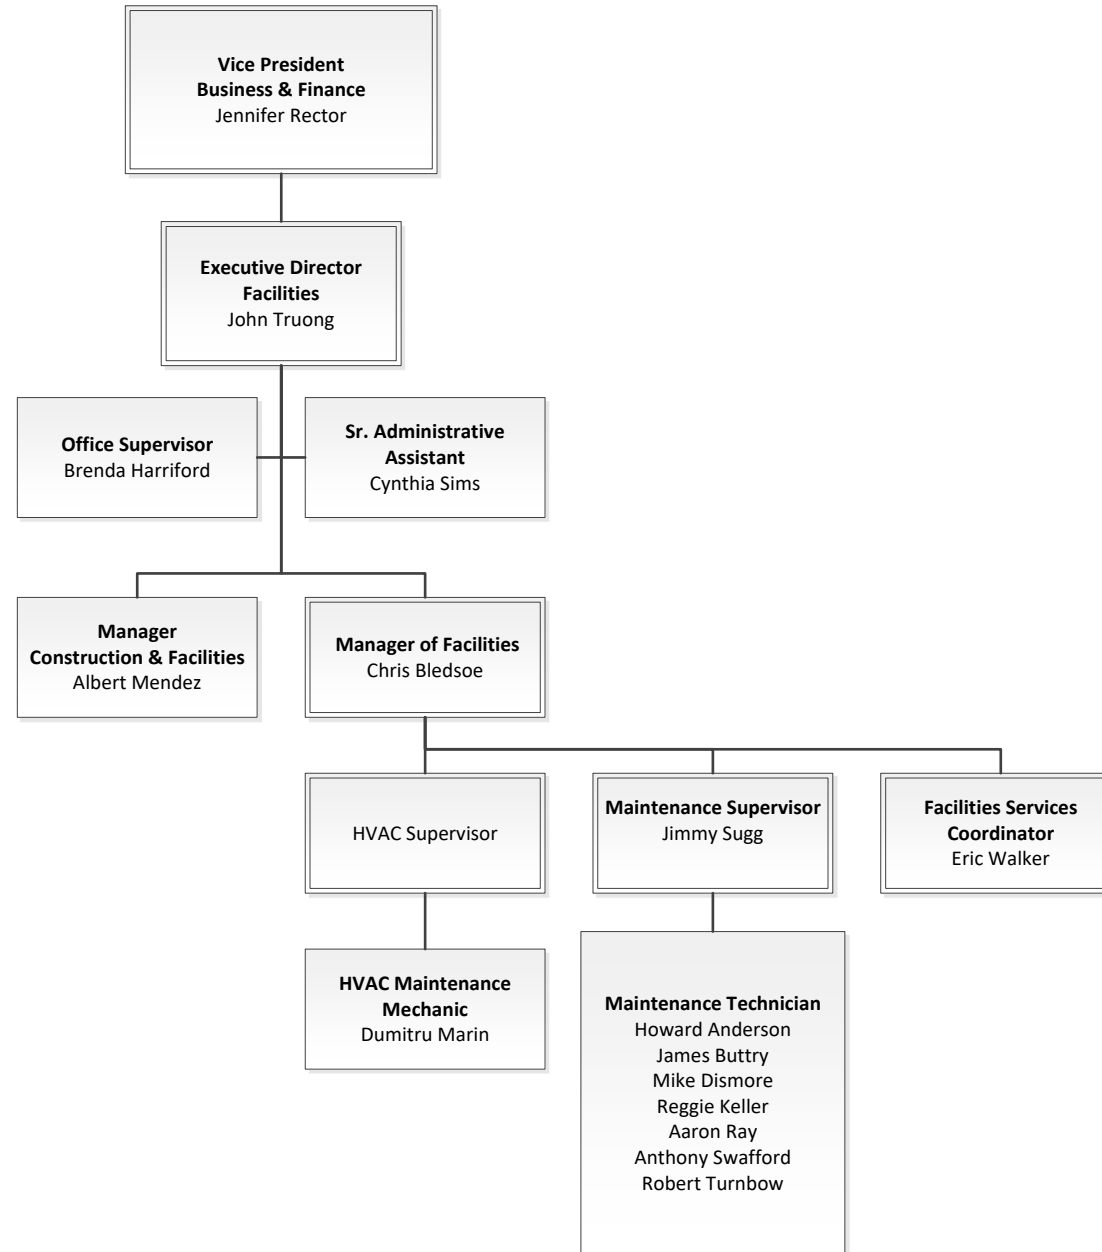 Vice President
Business & Finance
Jennifer Rector
Executive Director
Facilities
John Truong
Office Supervisor
Brenda Harriford
Sr. Administrative
Assistant
Cynthia Sims
Manager
Construction & Facilities
Albert Mendez
Manager of Facilities
Chris Bledsoe
HVAC Supervisor
Maintenance Supervisor
Jimmy Sugg
Facilities Services
Coordinator
Eric Walker
HVAC Maintenance
Mechanic
Dumitru Marin
Maintenance Technician
Howard Anderson
James Buttry
Mike Dismore
Reggie Keller
Aaron Ray
Anthony Swafford
Robert Turnbow